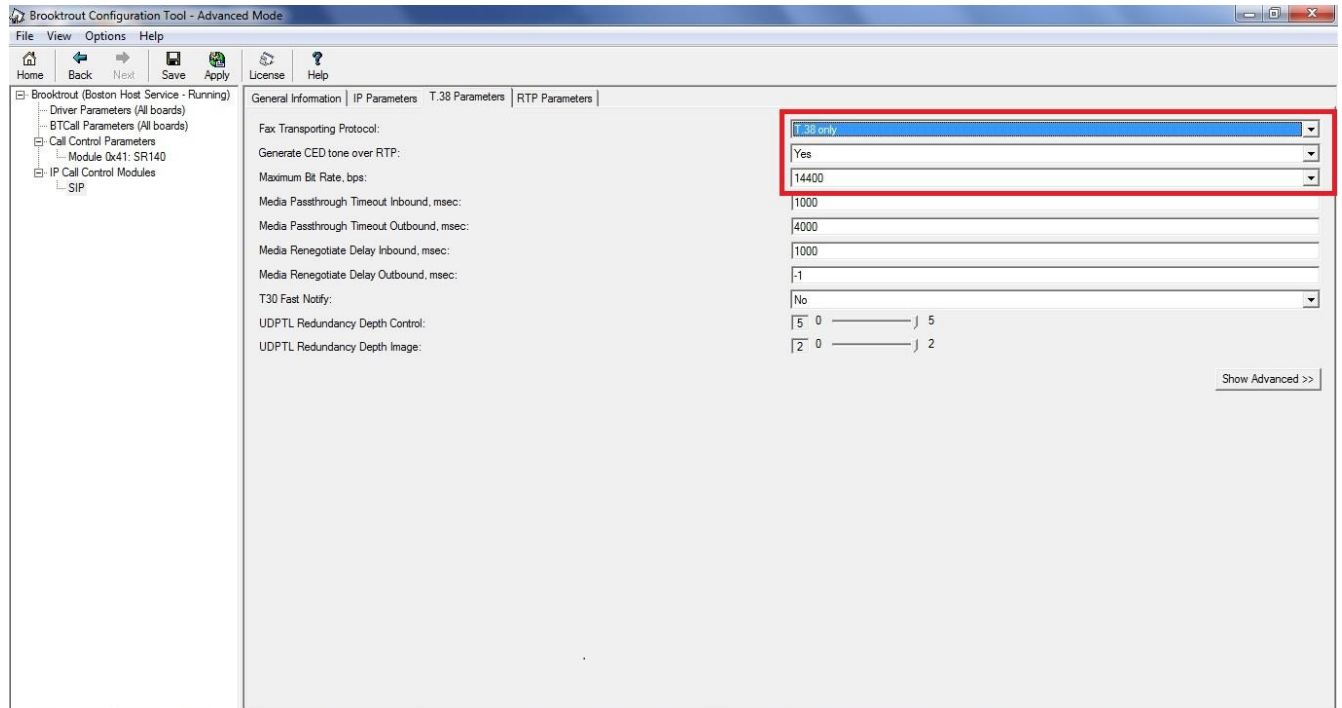 Brooktrout Configuration Tool - Advanced Mode
File View Options Help
Home Back Next Save Apply License Help
Brooktrout (Boston Host Service - Running)
Driver Parameters (All boards)
BTCall Parameters (All boards)
Call Control Parameters
Module 0x41: SR140
IP Call Control Modules
SIP
General Information IP Parameters T.38 Parameters RTP Parameters
Fax Transporting Protocol: T.38 only
Generate CED tone over RTP: Yes
Maximum Bit Rate, bps: 14400
Media Passthrough Timeout Inbound, msec: 1000
Media Passthrough Timeout Outbound, msec: 4000
Media Renegotiate Delay Inbound, msec: 1000
Media Renegotiate Delay Outbound, msec: -1
T30 Fast Notify: No
UDPTL Redundancy Depth Control: 5 0 5
UDPTL Redundancy Depth Image: 2 0 2
Show Advanced >>